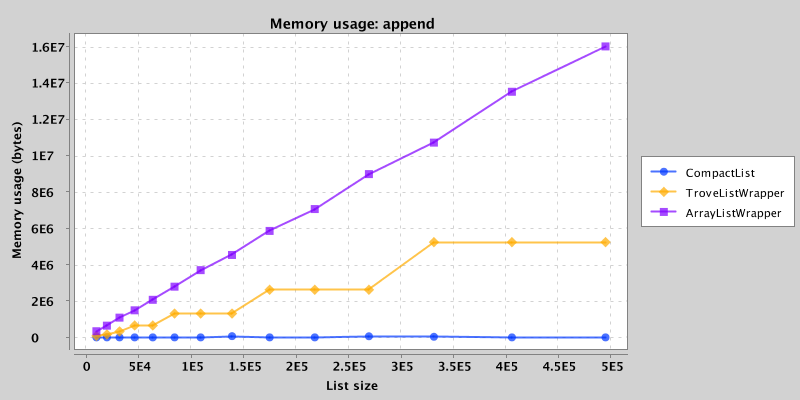 Memory usage: append
Memory usage (bytes)
1.6E7
1.4E7
1.2E7
1E7
8E6
6E6
4E6
2E6
0
0 5E4 1E5 1.5E5 2E5 2.5E5 3E5 3.5E5 4E5 4.5E5 5E5
List size
CompactList
TroveListWrapper
ArrayListWrapper